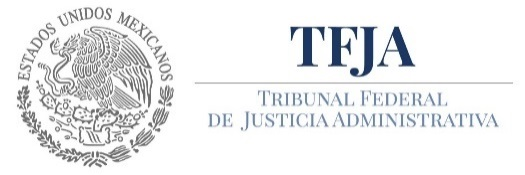 ESTADOS UNIDOS MEXICANOS
TFJA
TRIBUNAL FEDERAL
DE JUSTICIA ADMINISTRATIVA